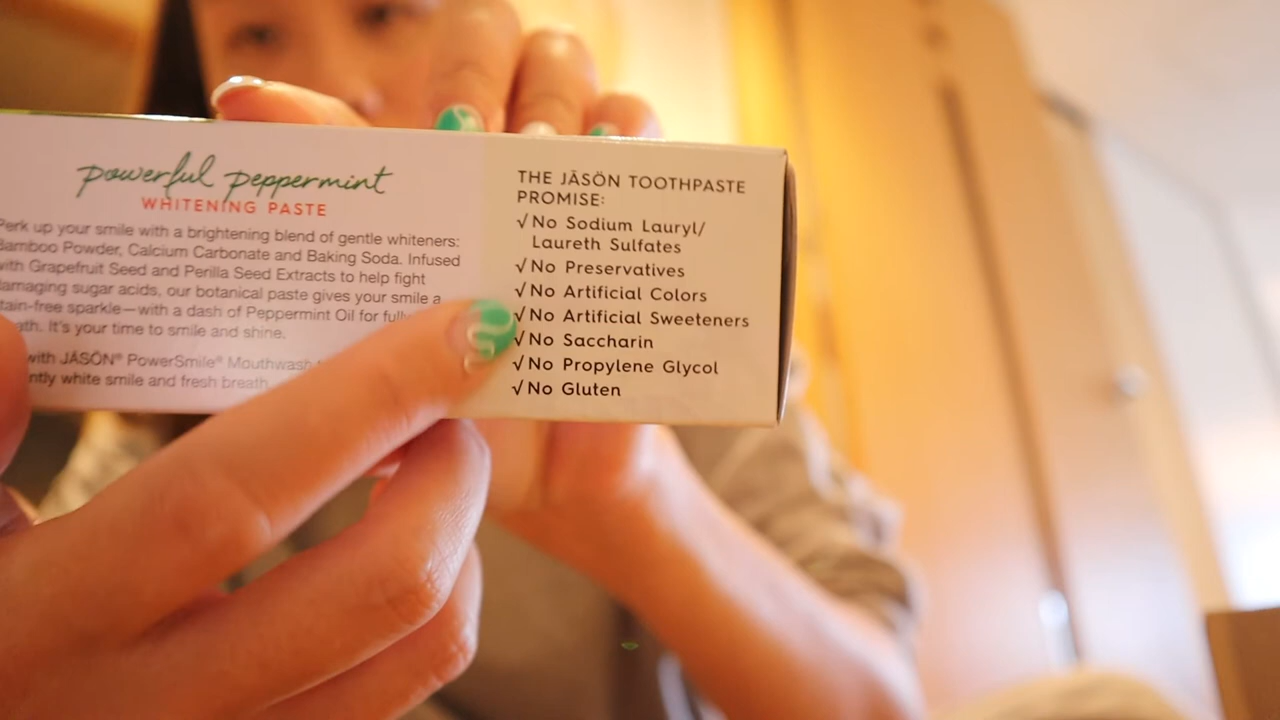 powerful peppermint
WHITENING PASTE
Perk up your smile with a brightening blend of gentle whiteners:
Bamboo Powder, Calcium Carbonate and Baking Soda. Infused
with Grapefruit Seed and Perilla Seed Extracts to help fight
damaging sugar acids, our botanical paste gives your smile a
stain-free sparkle—with a dash of Peppermint Oil for
It's your time to smile and shine.
with JĀSÖN® PowerSmile® Mouthwash
white smile and fresh breath
THE JĀSÖN TOOTHPASTE
PROMISE:
√ No Sodium Lauryl/
Laureth Sulfates
√ No Preservatives
√ No Artificial Colors
√ No Artificial Sweeteners
√ No Saccharin
√ No Propylene Glycol
√ No Gluten